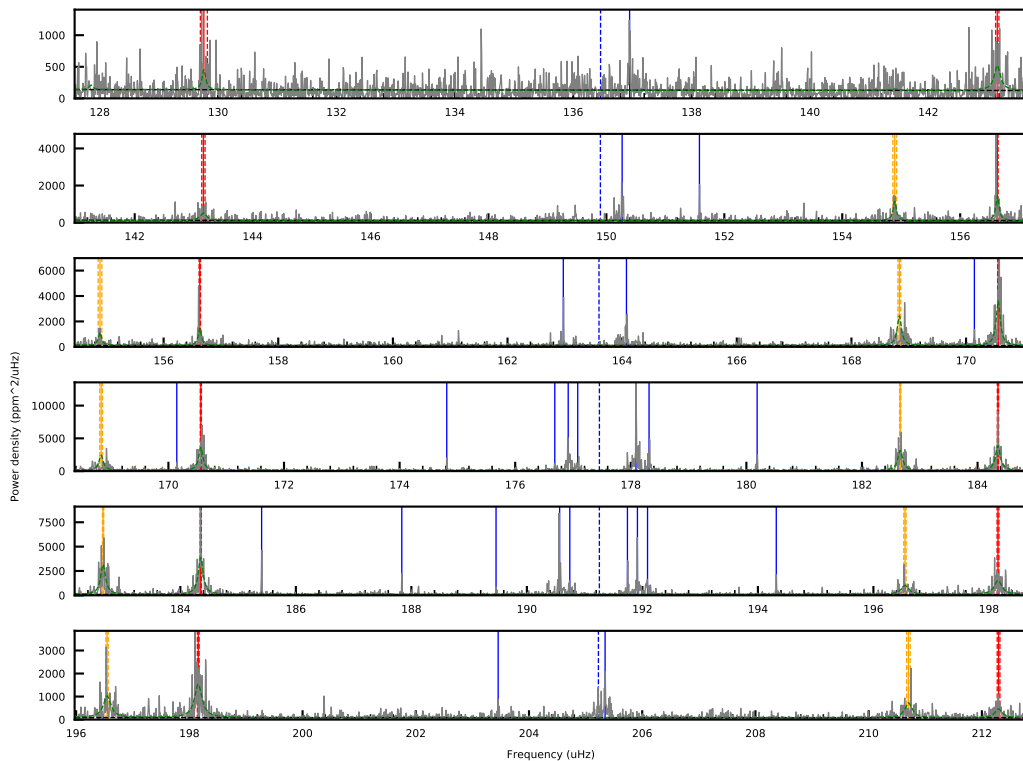 1000
500
0
128 130 132 134 136 138 140 142
4000
2000
0
142 144 146 148 150 152 154 156
6000
4000
2000
0
156 158 160 162 164 166 168 170
10000
5000
0
170 172 174 176 178 180 182 184
7500
5000
2500
0
184 186 188 190 192 194 196 198
3000
2000
1000
0
196 198 200 202 204 206 208 210 212
Power density (ppm^2/uHz)
Frequency (uHz)